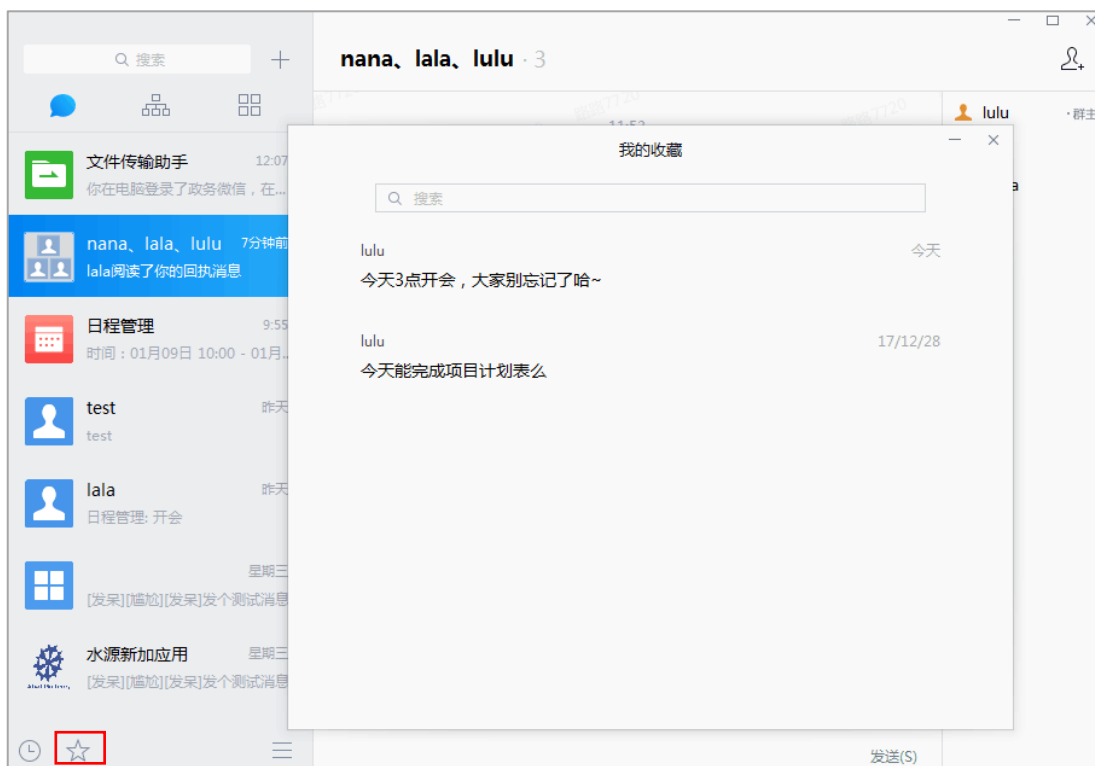 搜索
nana、lala、lulu · 3
文件传输助手 12:07
你在电脑登录了政务微信，在...
nana、lala、lulu 7分钟前
lala阅读了你的回执消息
日程管理 9:55
时间：01月09日 10:00 - 01月..
test 昨天
test
lala 昨天
日程管理: 开会
星期三
[发呆][尴尬][发呆]发个测试消息
水源新加应用 星期三
[发呆][尴尬][发呆]发个测试消息
11:53
我的收藏
搜索
lulu 今天
今天3点开会，大家别忘记了哈~
lulu 17/12/28
今天能完成项目计划表么
lulu ·群主
a
发送(S)